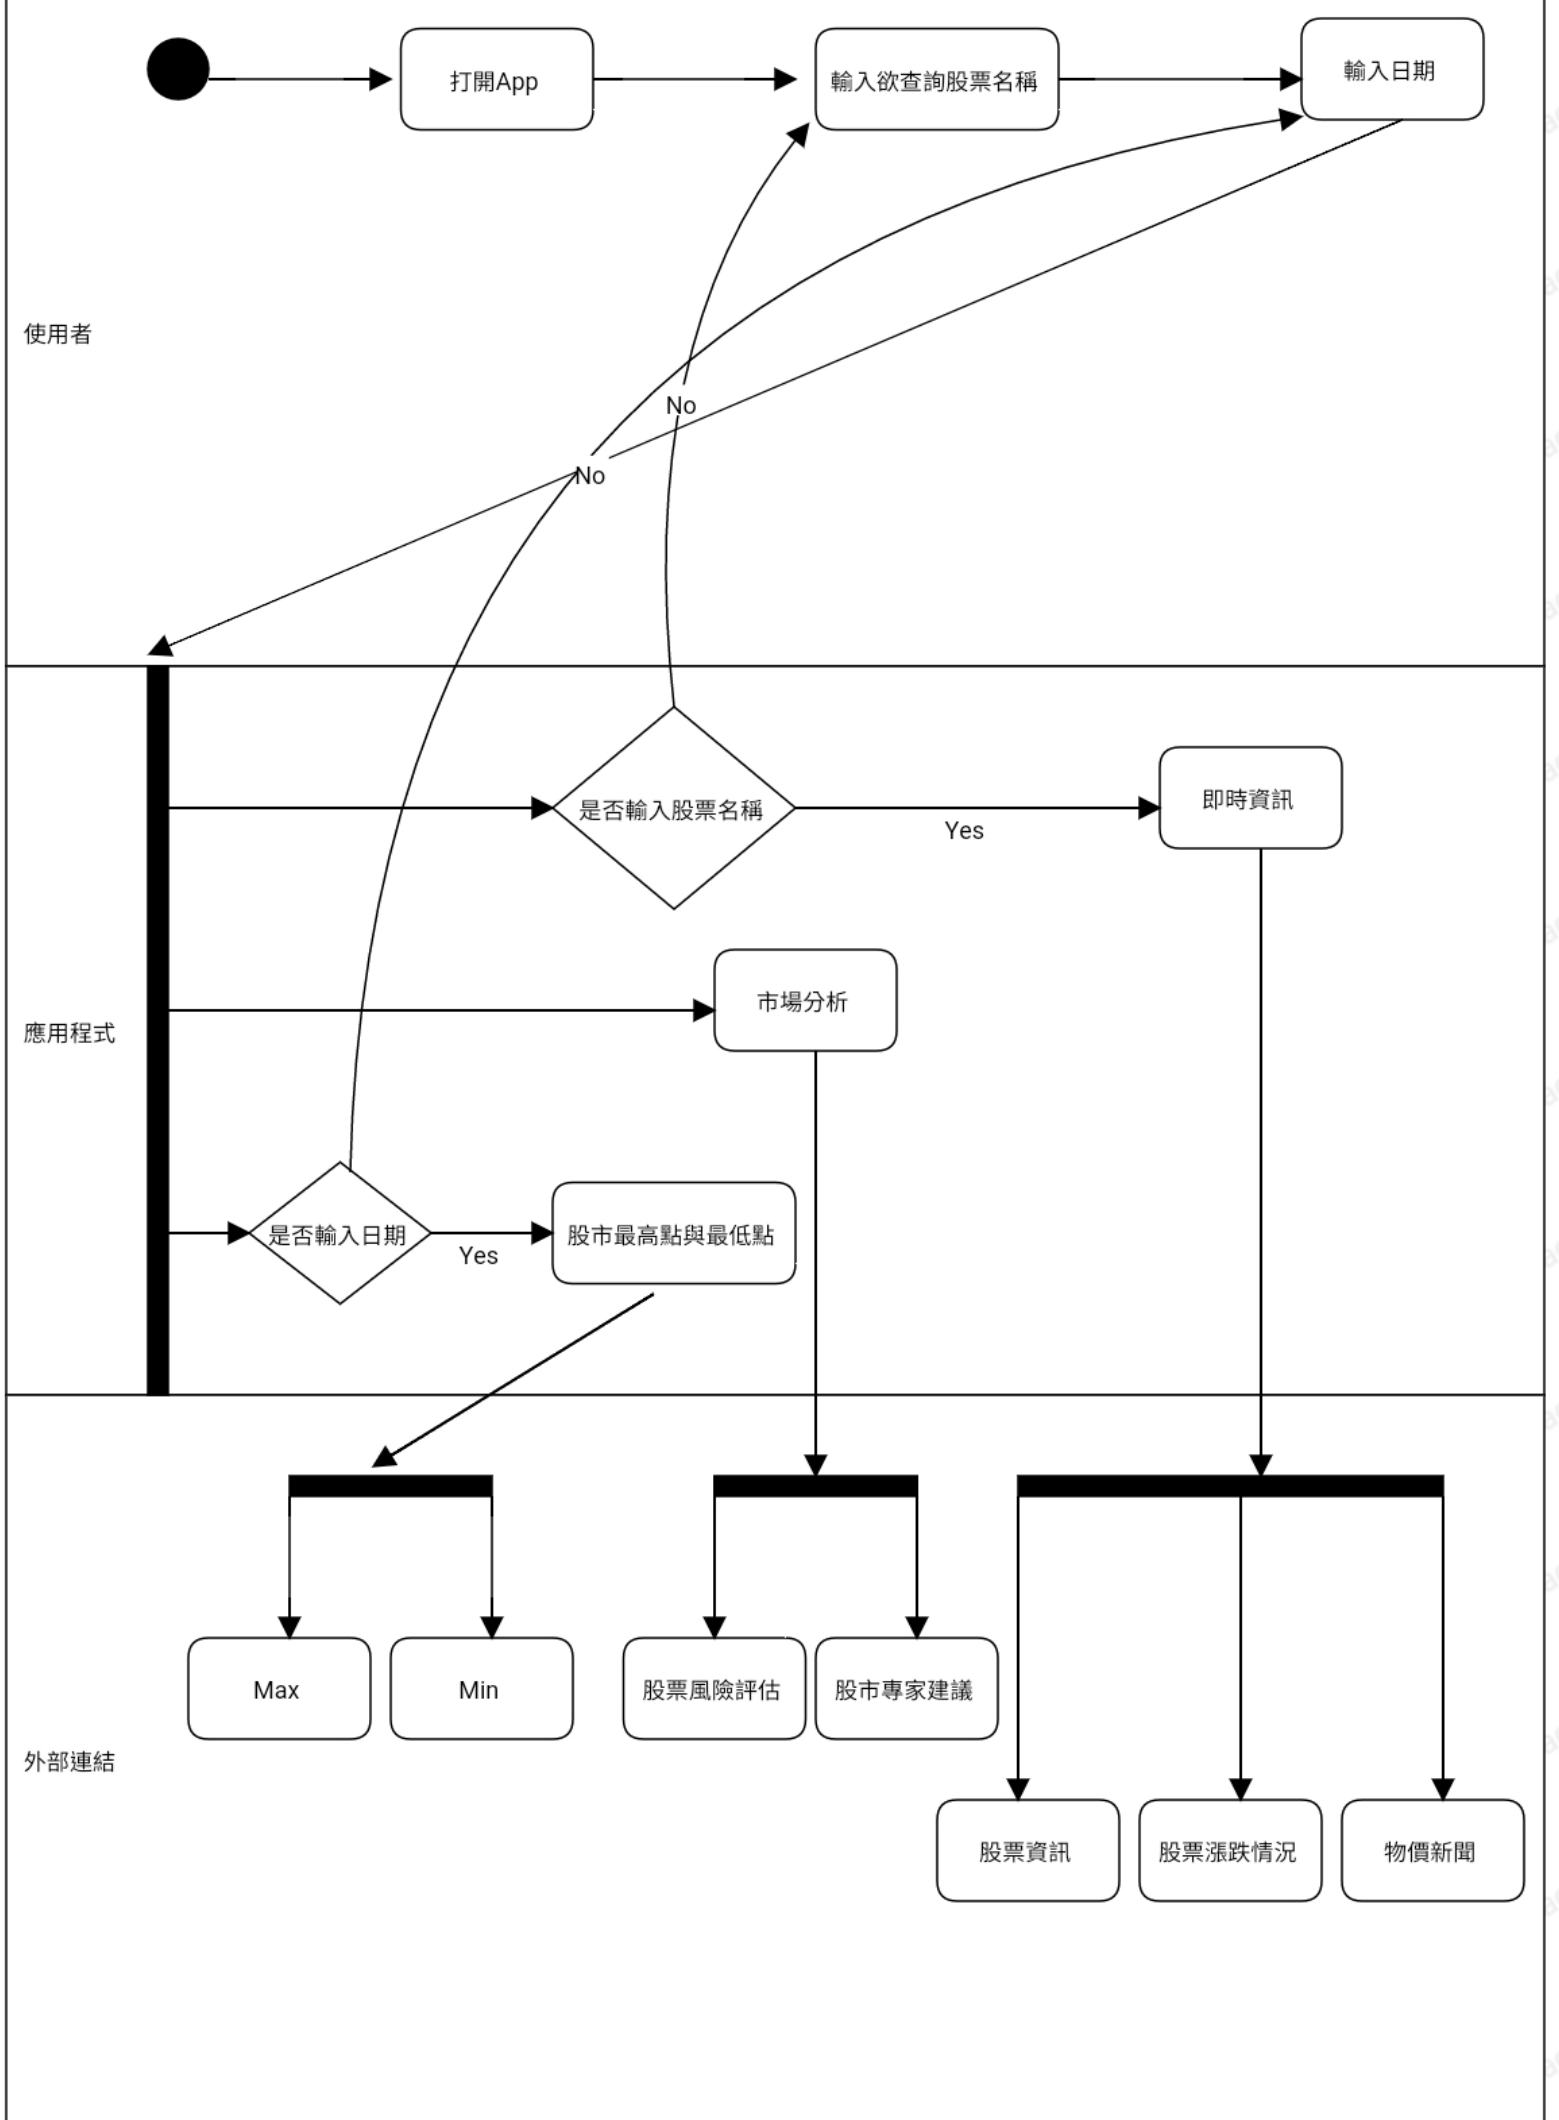 打開App
輸入欲查詢股票名稱
輸入日期
使用者
No
No
是否輸入股票名稱
Yes
即時資訊
市場分析
應用程式
是否輸入日期
Yes
股市最高點與最低點
Max
Min
股票風險評估
股市專家建議
外部連結
股票資訊
股票漲跌情況
物價新聞